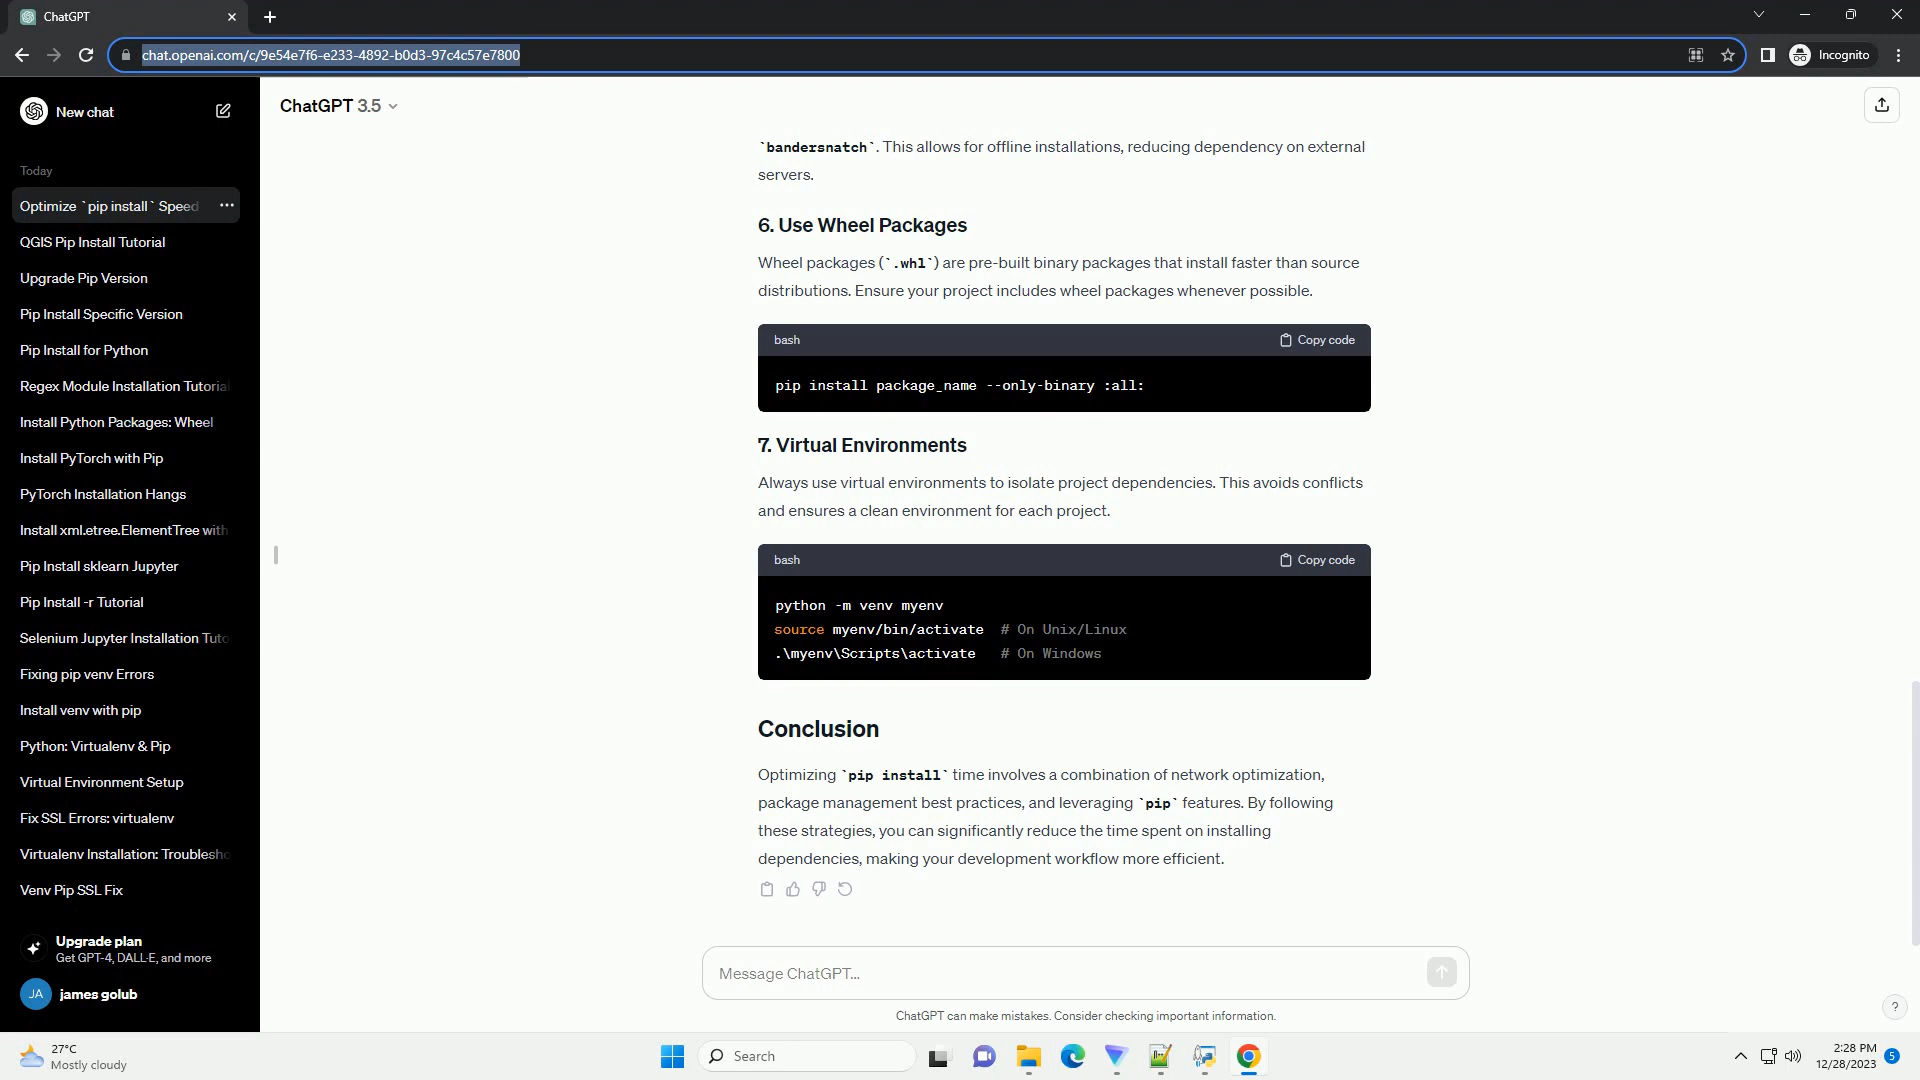 ChatGPT
chat.openai.com/c/9e54e7f6-e233-4892-b0d3-97c4c57e7800
Incognito
New chat
Today
Optimize `pip install` Speed
QGIS Pip Install Tutorial
Upgrade Pip Version
Pip Install Specific Version
Pip Install for Python
Regex Module Installation Tutorial
Install Python Packages: Wheel
Install PyTorch with Pip
PyTorch Installation Hangs
Install xml.etree.ElementTree with
Pip Install sklearn Jupyter
Pip Install -r Tutorial
Selenium Jupyter Installation Tuto
Fixing pip venv Errors
Install venv with pip
Python: Virtualenv & Pip
Virtual Environment Setup
Fix SSL Errors: virtualenv
Virtualenv Installation: Troublesho
Venv Pip SSL Fix
Upgrade plan
Get GPT-4, DALL·E, and more
JA james golub
ChatGPT 3.5
`bandersnatch`. This allows for offline installations, reducing dependency on external
servers.
6. Use Wheel Packages
Wheel packages (`.whl`) are pre-built binary packages that install faster than source
distributions. Ensure your project includes wheel packages whenever possible.
bash Copy code
pip install package_name --only-binary :all:
7. Virtual Environments
Always use virtual environments to isolate project dependencies. This avoids conflicts
and ensures a clean environment for each project.
bash Copy code
python -m venv myenv
source myenv/bin/activate # On Unix/Linux
.\myenv\Scripts\activate # On Windows
Conclusion
Optimizing `pip install` time involves a combination of network optimization,
package management best practices, and leveraging `pip` features. By following
these strategies, you can significantly reduce the time spent on installing
dependencies, making your development workflow more efficient.
Message ChatGPT...
ChatGPT can make mistakes. Consider checking important information.
?
27°C
Mostly cloudy
Search
2:28 PM
12/28/2023
5